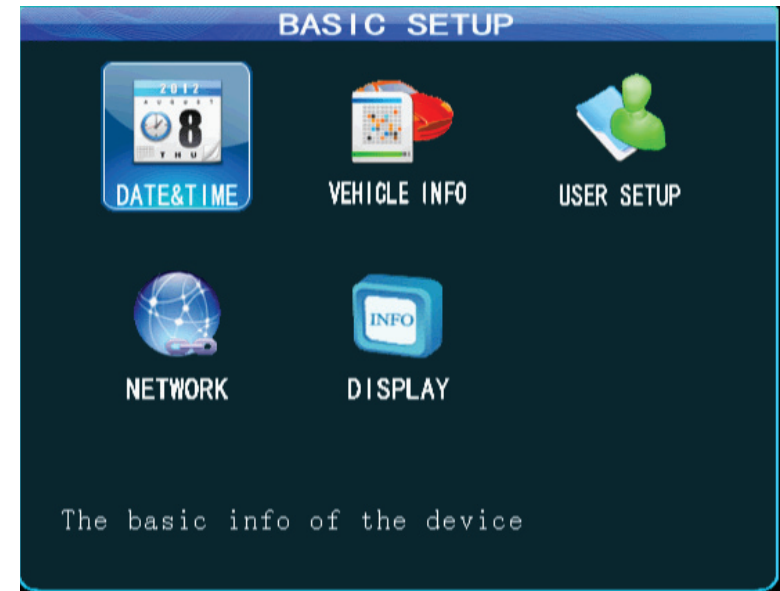 BASIC SETUP
2012
AUGUST
8
THU
DATE&TIME
VEHICLE INFO
USER SETUP
INFO
NETWORK
DISPLAY
The basic info of the device